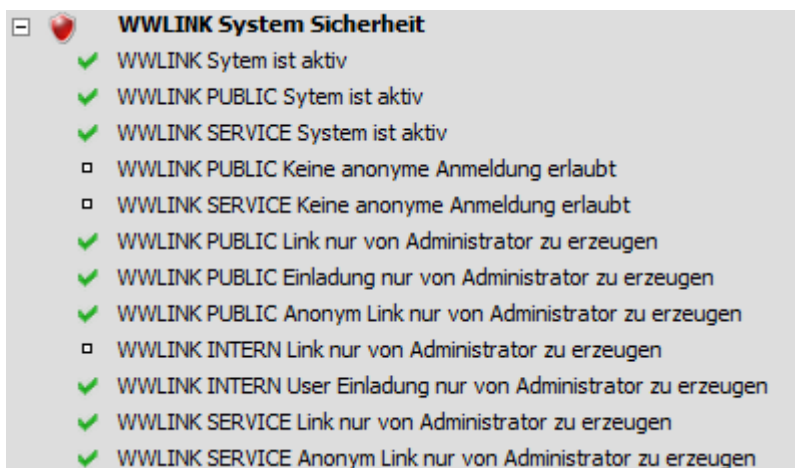 WWLINK System Sicherheit
WWLINK Sytem ist aktiv
WWLINK PUBLIC Sytem ist aktiv
WWLINK SERVICE System ist aktiv
WWLINK PUBLIC Keine anonyme Anmeldung erlaubt
WWLINK SERVICE Keine anonyme Anmeldung erlaubt
WWLINK PUBLIC Link nur von Administrator zu erzeugen
WWLINK PUBLIC Einladung nur von Administrator zu erzeugen
WWLINK PUBLIC Anonym Link nur von Administrator zu erzeugen
WWLINK INTERN Link nur von Administrator zu erzeugen
WWLINK INTERN User Einladung nur von Administrator zu erzeugen
WWLINK SERVICE Link nur von Administrator zu erzeugen
WWLINK SERVICE Anonym Link nur von Administrator zu erzeugen